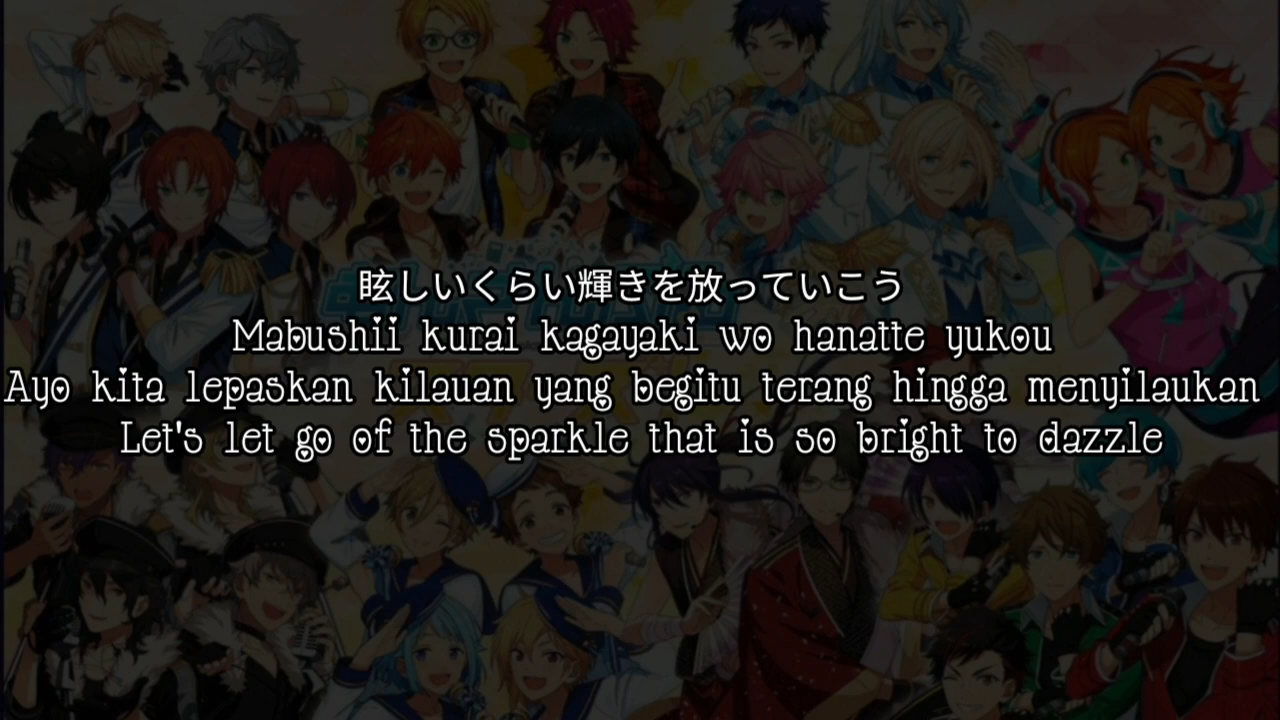 眩しいくらい輝きを放っていこう
Mabushii kurai kagayaki wo hanatte yukou
Ayo kita lepaskan kilauan yang begitu terang hingga menyilaukan
Let's let go of the sparkle that is so bright to dazzle